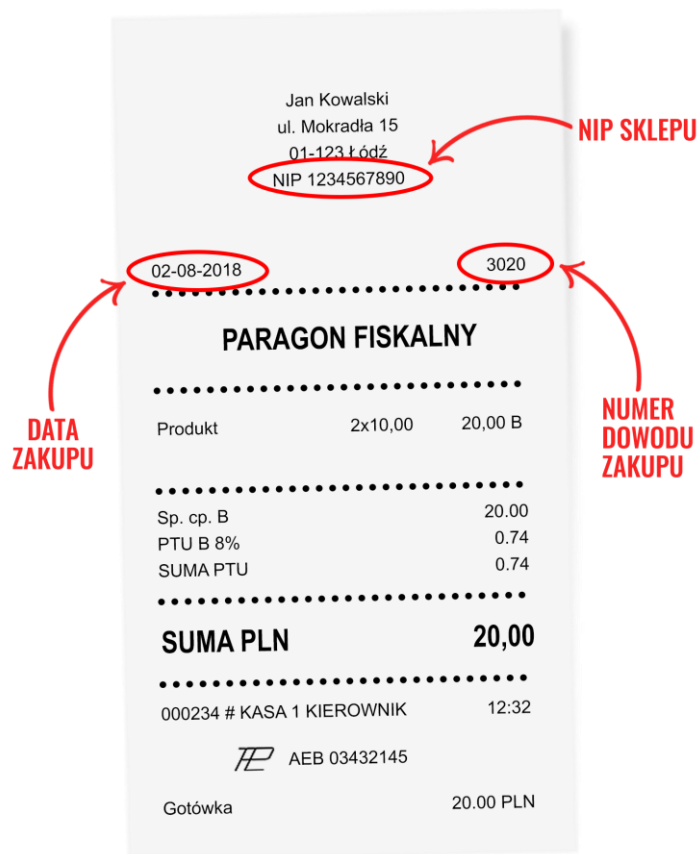 Jan Kowalski
ul. Mokradła 15
01-123 Łódź
NIP 1234567890
NIP SKLEPU
02-08-2018 3020
PARAGON FISKALNY
DATA
ZAKUPU
NUMER
DOWODU
ZAKUPU
Produkt 2x10,00 20,00 B
Sp. cp. B 20.00
PTU B 8% 0.74
SUMA PTU 0.74
SUMA PLN 20,00
000234 # KASA 1 KIEROWNIK 12:32
AEB 03432145
Gotówka 20.00 PLN